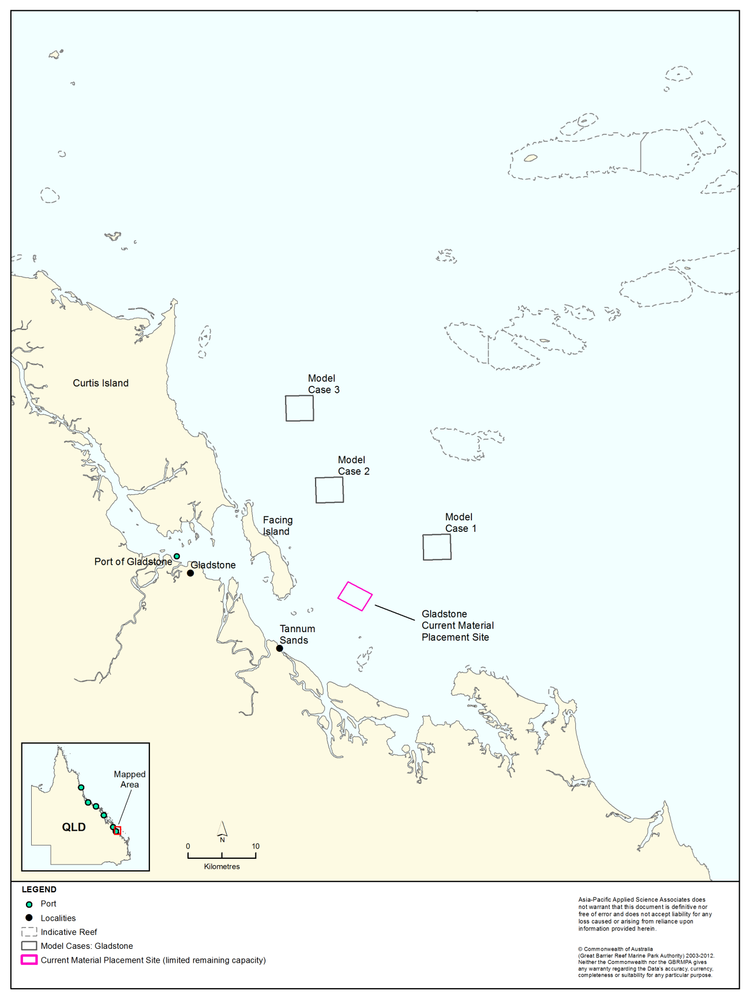 Model
Case 3
Curtis Island
Model
Case 2
Model
Case 1
Facing
Island
Port of Gladstone
Gladstone
Gladstone
Current Material
Placement Site
Tannum
Sands
Mapped
Area
QLD
N
0 10
Kilometres
LEGEND
Port
Localities
Indicative Reef
Model Cases: Gladstone
Current Material Placement Site (limited remaining capacity)
Asia-Pacific Applied Science Associates does
not warrant that this document is definitive nor
free of error and does not accept liability for any
loss caused or arising from reliance upon
information provided herein.
© Commonwealth of Australia
(Great Barrier Reef Marine Park Authority) 2003-2012.
Neither the Commonwealth nor the GBRMPA gives
any warranty regarding the Data's accuracy, currency,
completeness or suitability for any particular purpose.